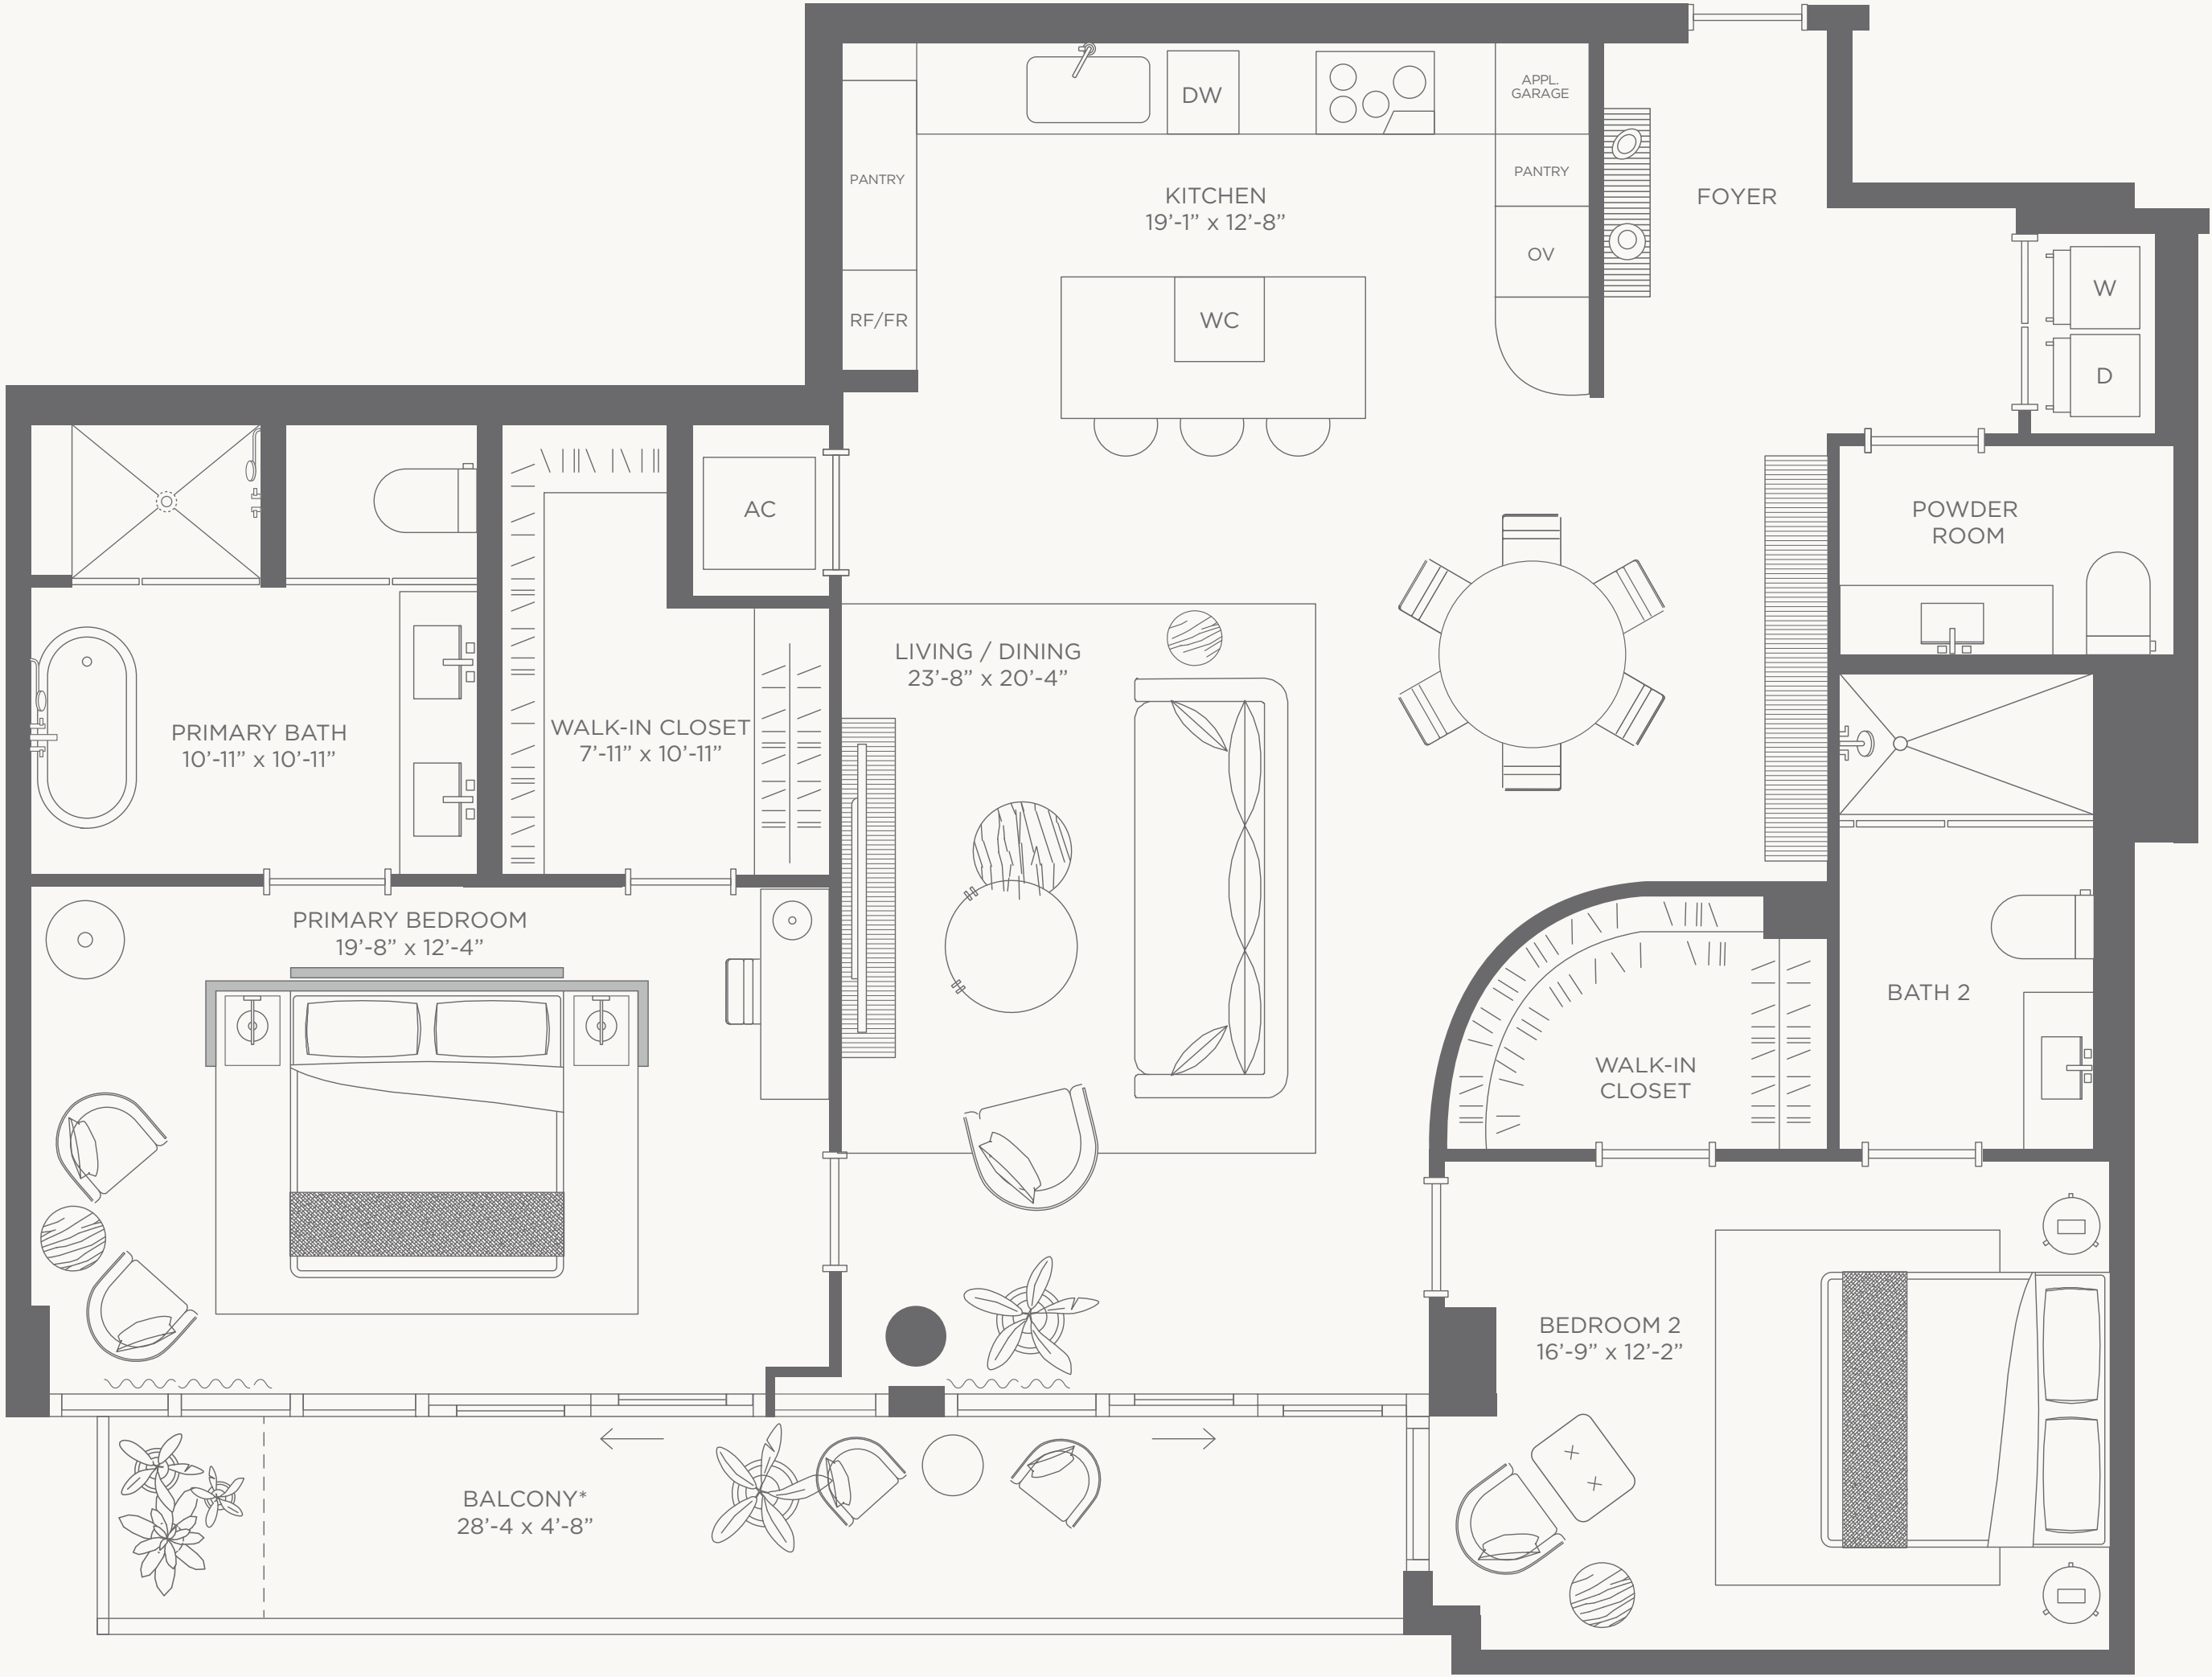 DW
APPL.
GARAGE
PANTRY
KITCHEN
19’-1” x 12’-8”
PANTRY
FOYER
OV
RF/FR
WC
W
D
AC
POWDER
ROOM
LIVING / DINING
23’-8” x 20’-4”
PRIMARY BATH
10’-11” x 10’-11”
WALK-IN CLOSET
7’-11” x 10’-11”
PRIMARY BEDROOM
19’-8” x 12’-4”
BATH 2
WALK-IN
CLOSET
BEDROOM 2
16’-9” x 12’-2”
BALCONY*
28’-4 x 4’-8”